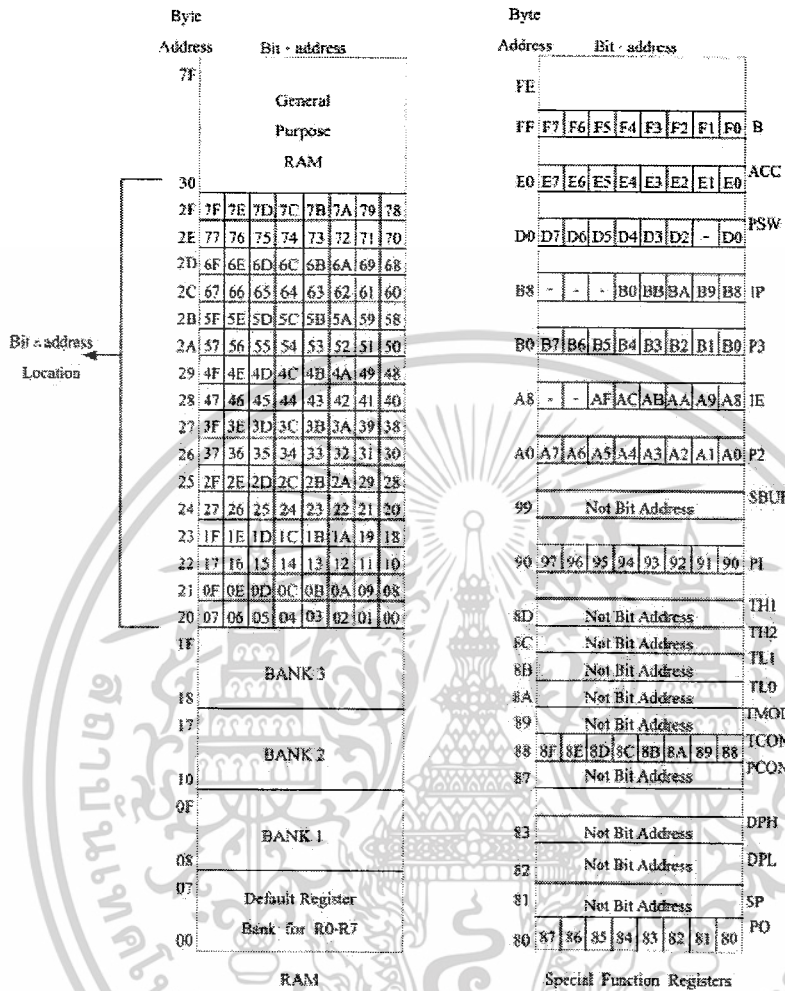 Byte
Address Bit - address
7F
General
Purpose
RAM
30
2F 7F 7E 7D 7C 7B 7A 79 78
2E 77 76 75 74 73 72 71 70
2D 6F 6E 6D 6C 6B 6A 69 68
2C 67 66 65 64 63 62 61 60
2B 5F 5E 5D 5C 5B 5A 59 58
Bit - address
Location
2A 57 56 55 54 53 52 51 50
29 4F 4E 4D 4C 4B 4A 49 48
28 47 46 45 44 43 42 41 40
27 3F 3E 3D 3C 3B 3A 39 38
26 37 36 35 34 33 32 31 30
25 2F 2E 2D 2C 2B 2A 29 28
24 27 26 25 24 23 22 21 20
23 1F 1E 1D 1C 1B 1A 19 18
22 17 16 15 14 13 12 11 10
21 0F 0E 0D 0C 0B 0A 09 08
20 07 06 05 04 03 02 01 00
1F
BANK 3
18
17
BANK 2
10
0F
BANK 1
08
07
Default Register
Bank for R0-R7
00
RAM
Byte
Address Bit - address
FE
FF F7 F6 F5 F4 F3 F2 F1 F0 B
E0 E7 E6 E5 E4 E3 E2 E1 E0 ACC
D0 D7 D6 D5 D4 D3 D2 - D0 PSW
B8 - - - B0 BB BA B9 B8 IP
B0 B7 B6 B5 B4 B3 B2 B1 B0 P3
A8 - - AF AC AB AA A9 A8 IE
A0 A7 A6 A5 A4 A3 A2 A1 A0 P2
99 Not Bit Address SBUF
90 97 96 95 94 93 92 91 90 P1
8D Not Bit Address TH1
8C Not Bit Address TH2
8B Not Bit Address TL1
8A Not Bit Address TL0
89 Not Bit Address TMOD
88 8F 8E 8D 8C 8B 8A 89 88 TCON
87 Not Bit Address PCON
83 Not Bit Address DPH
82 Not Bit Address DPL
81 Not Bit Address SP
80 87 86 85 84 83 82 81 80 PO
Special Function Registers